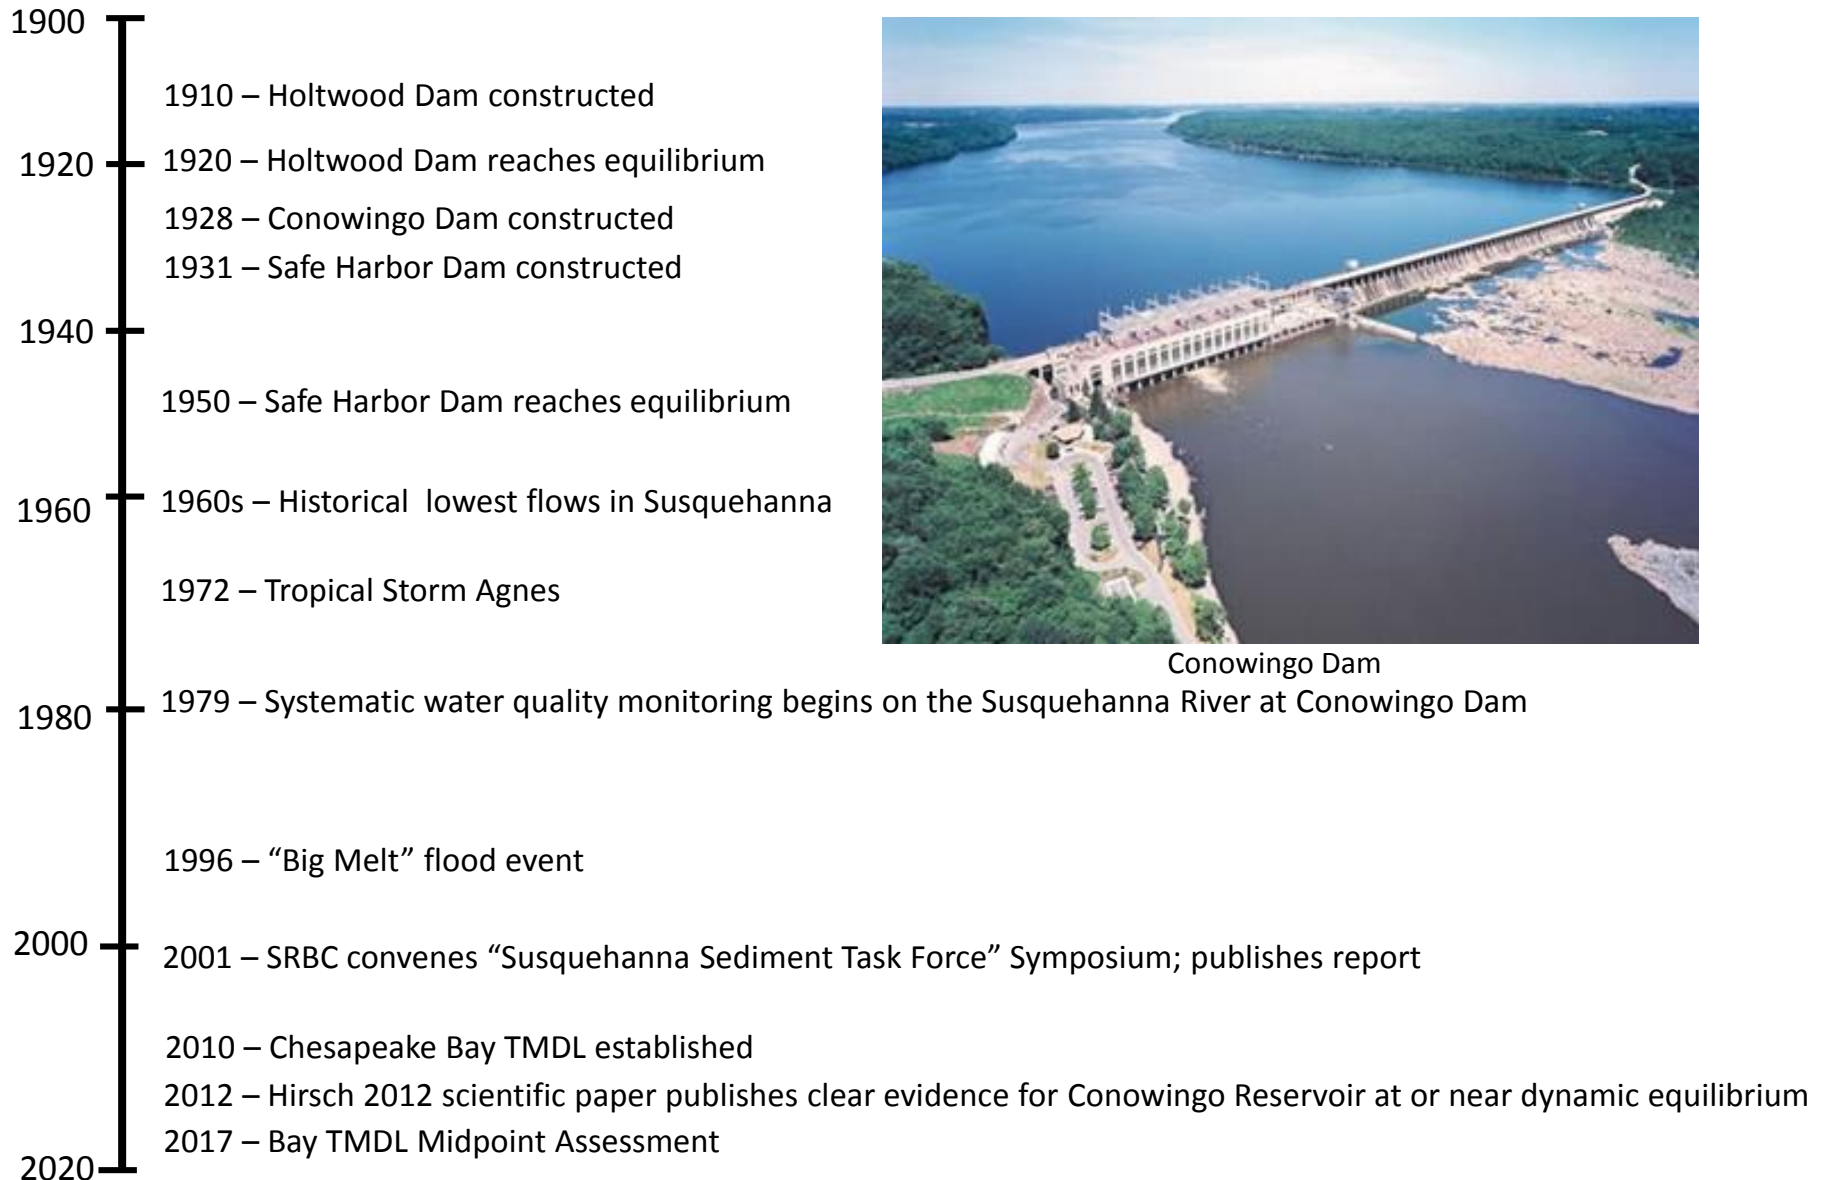 1900
1910 – Holtwood Dam constructed
1920
1920 – Holtwood Dam reaches equilibrium
1928 – Conowingo Dam constructed
1931 – Safe Harbor Dam constructed
1940
1950 – Safe Harbor Dam reaches equilibrium
1960
1960s – Historical  lowest flows in Susquehanna
1972 – Tropical Storm Agnes
Conowingo Dam
1980
1979 – Systematic water quality monitoring begins on the Susquehanna River at Conowingo Dam
1996 – “Big Melt” flood event
2000
2001 – SRBC convenes “Susquehanna Sediment Task Force” Symposium; publishes report
2010 – Chesapeake Bay TMDL established
2012 – Hirsch 2012 scientific paper publishes clear evidence for Conowingo Reservoir at or near dynamic equilibrium
2017 – Bay TMDL Midpoint Assessment
2020